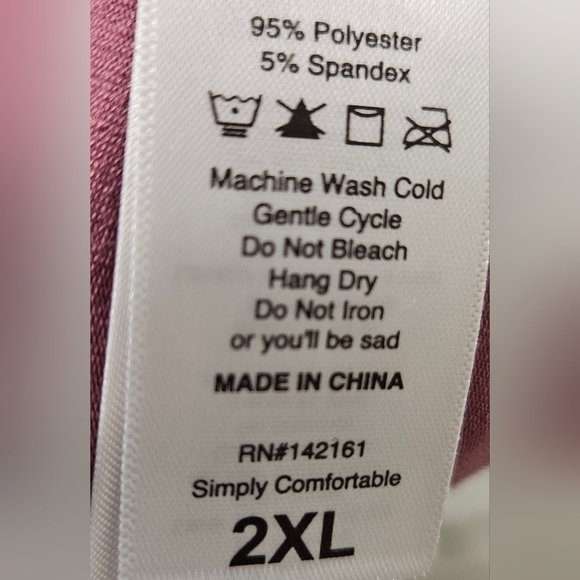 95% Polyester
5% Spandex
Machine Wash Cold
Gentle Cycle
Do Not Bleach
Hang Dry
Do Not Iron
or you'll be sad
MADE IN CHINA
RN#142161
Simply Comfortable
2XL